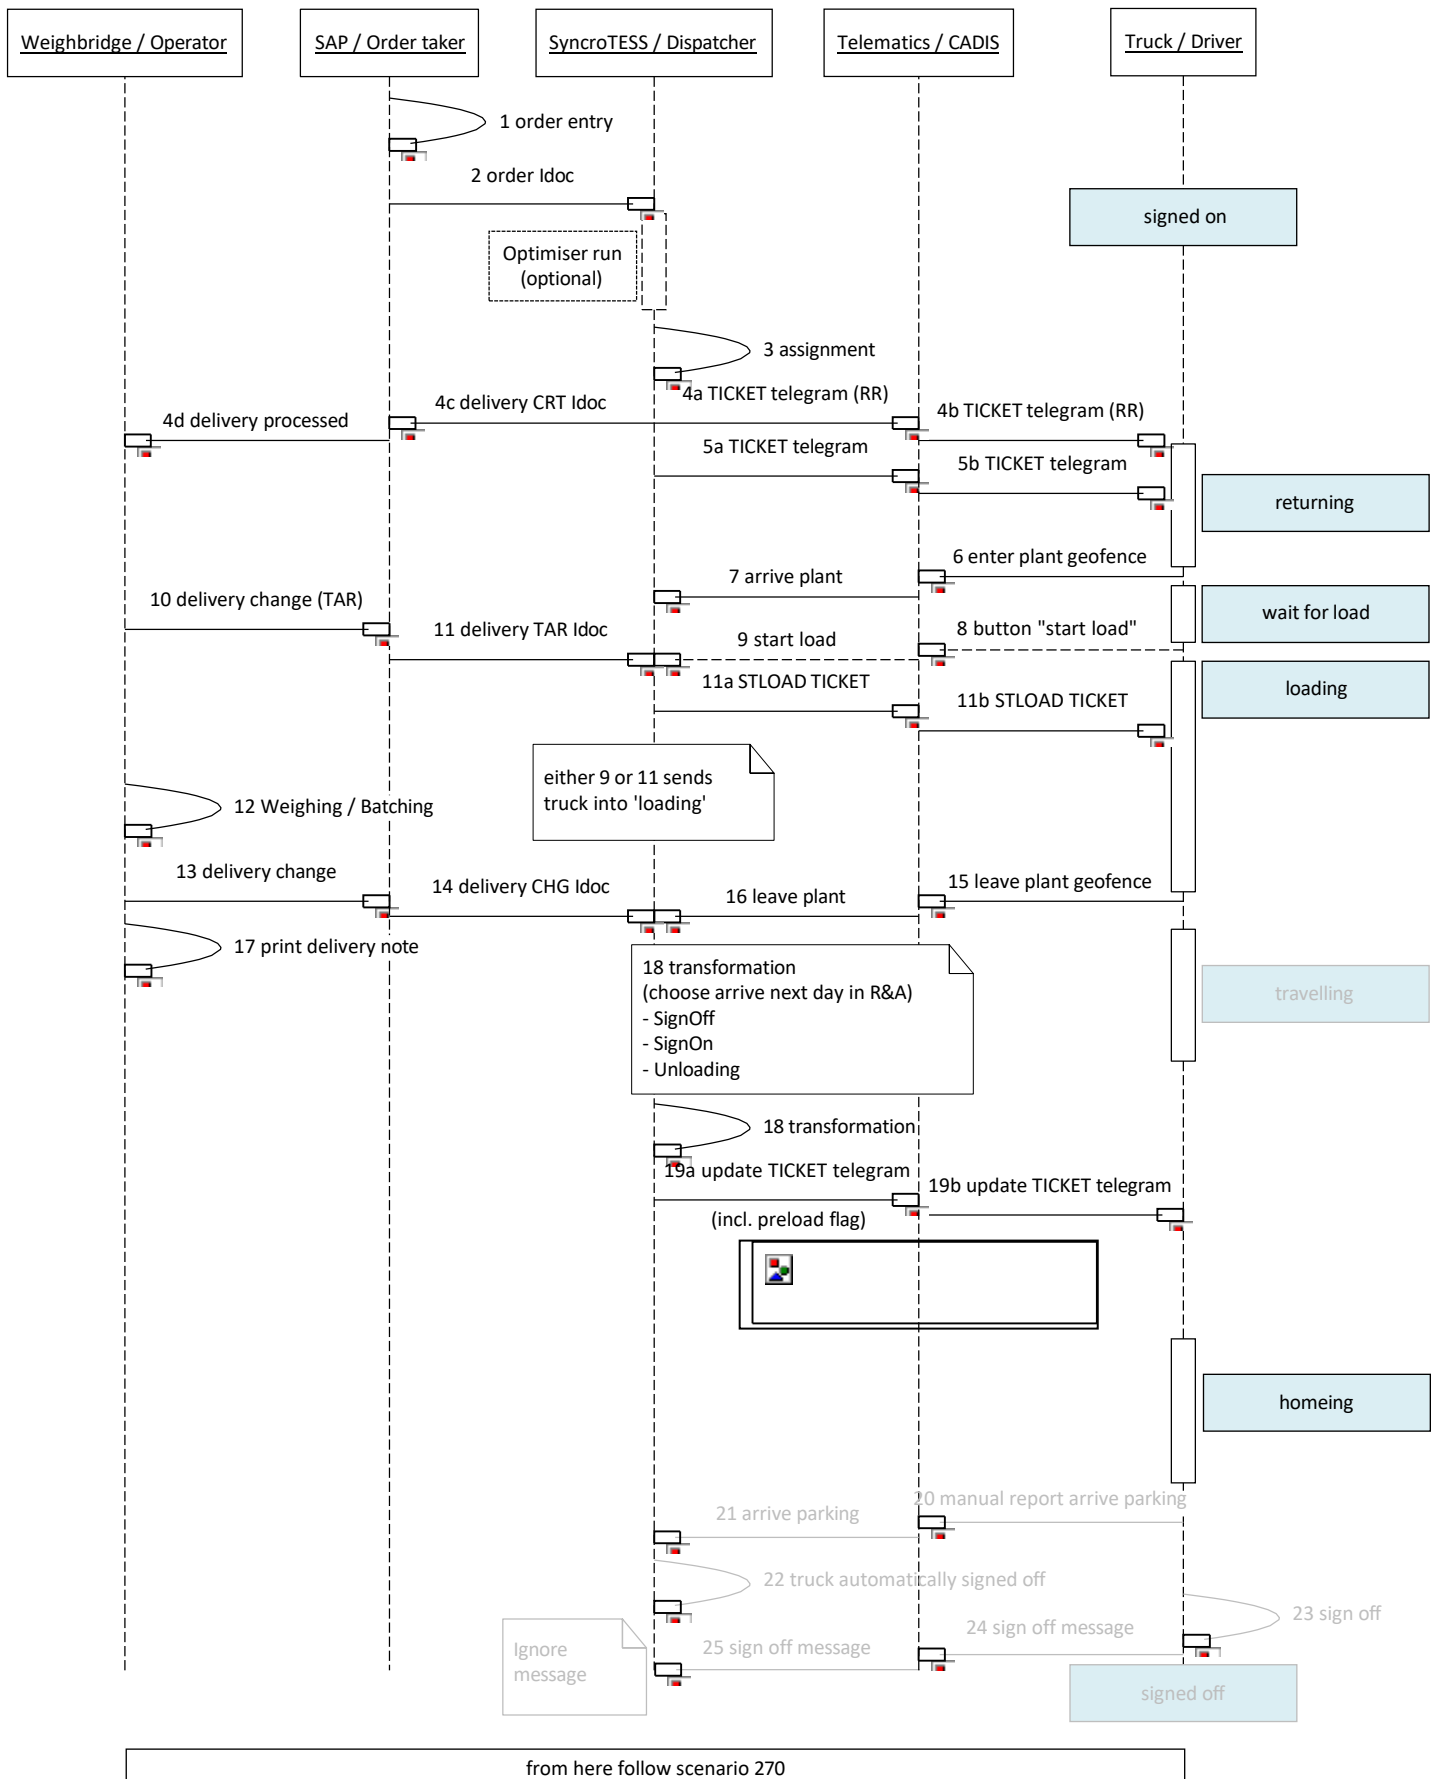 Weighbridge / Operator
SAP / Order taker
SyncroTESS / Dispatcher
Telematics / CADIS
Truck / Driver
1 order entry
2 order Idoc
signed on
Optimiser run
(optional)
3 assignment
4a TICKET telegram (RR)
4c delivery CRT Idoc
4b TICKET telegram (RR)
4d delivery processed
5a TICKET telegram
5b TICKET telegram
returning
6 enter plant geofence
7 arrive plant
10 delivery change (TAR)
wait for load
11 delivery TAR Idoc
9 start load
8 button "start load"
11a STLOAD TICKET
11b STLOAD TICKET
loading
either 9 or 11 sends
truck into 'loading'
12 Weighing / Batching
13 delivery change
14 delivery CHG Idoc
16 leave plant
15 leave plant geofence
17 print delivery note
18 transformation
(choose arrive next day in R&A)
- SignOff
- SignOn
- Unloading
travelling
18 transformation
19a update TICKET telegram
19b update TICKET telegram
(incl. preload flag)
homeing
20 manual report arrive parking
21 arrive parking
22 truck automatically signed off
23 sign off
24 sign off message
25 sign off message
Ignore
message
signed off
from here follow scenario 270